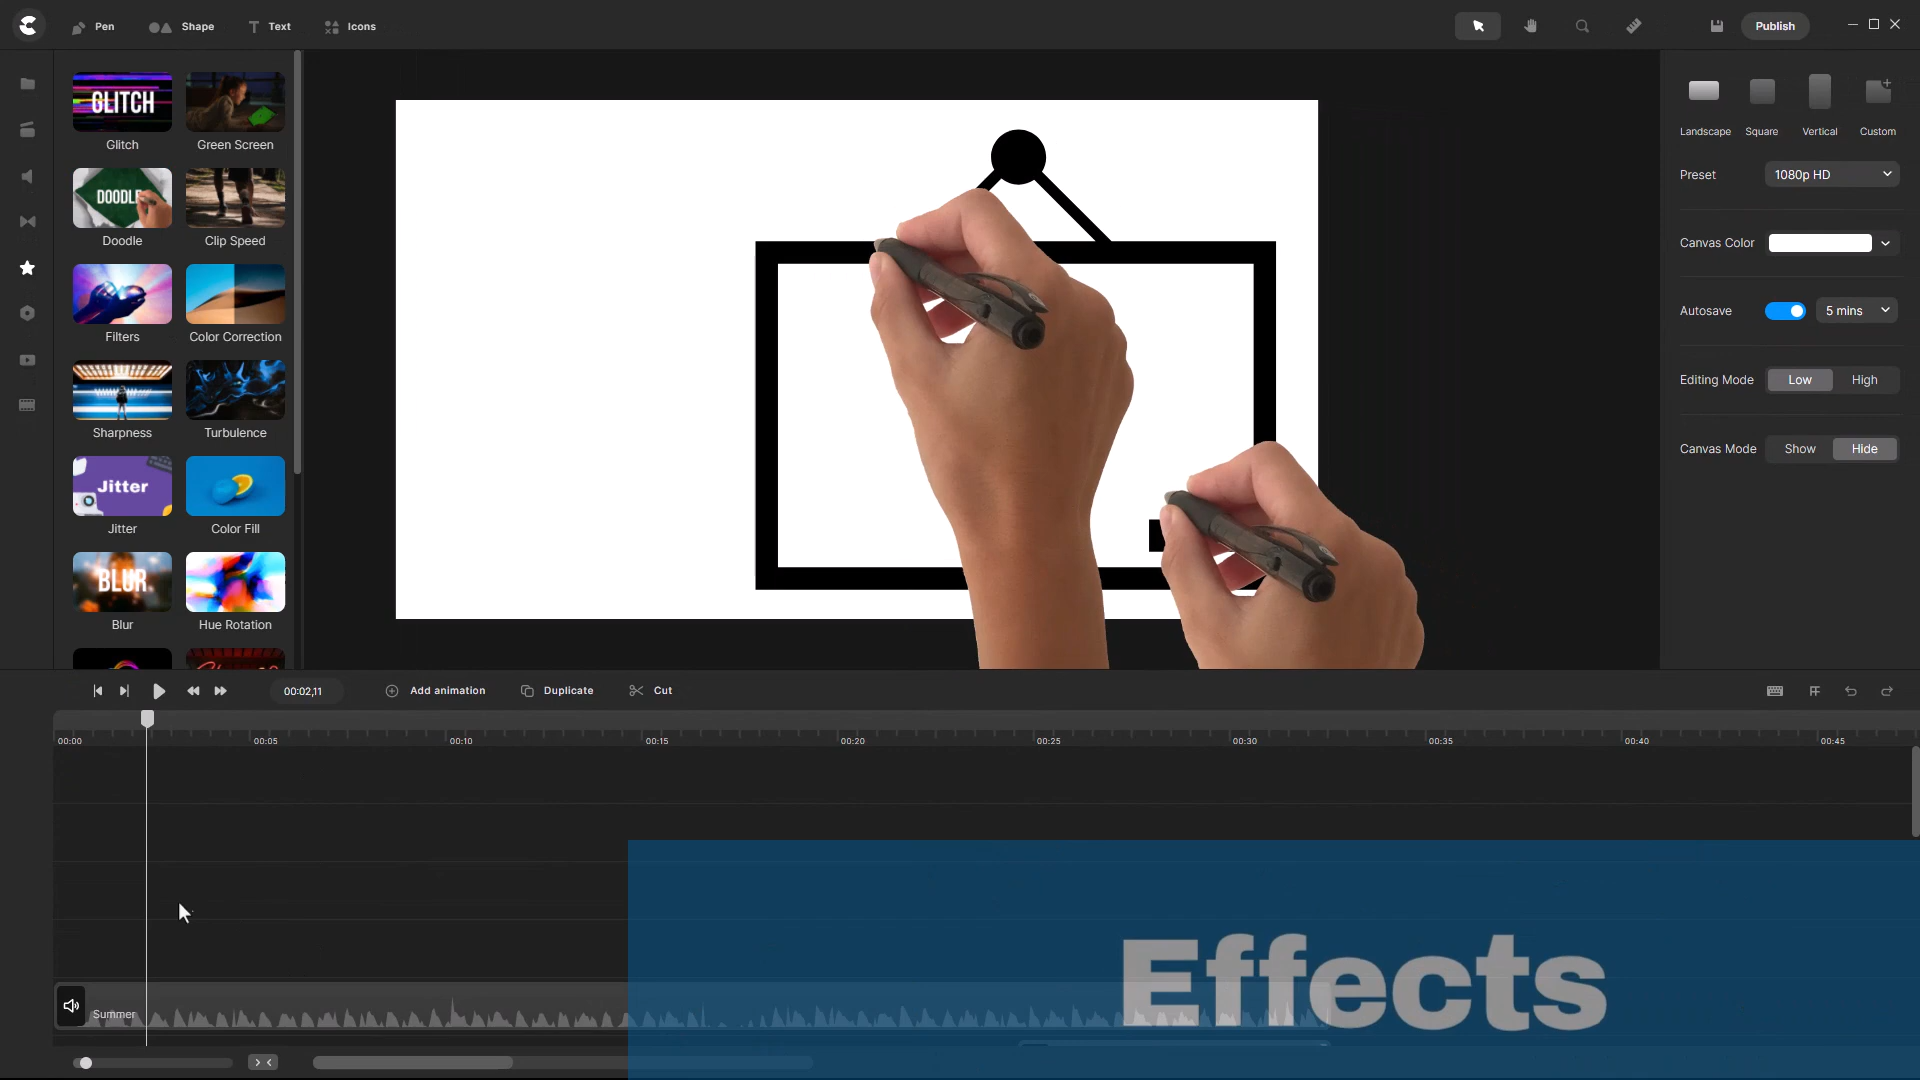 Pen
Shape
Text
Icons
Publish
GLITCH
Glitch
Green Screen
DOODLE
Doodle
Clip Speed
Filters
Color Correction
Sharpness
Turbulence
Jitter
Jitter
Color Fill
BLUR
Blur
Hue Rotation
Landscape
Square
Vertical
Custom
Preset
1080p HD
Canvas Color
Autosave
5 mins
Editing Mode
Low
High
Canvas Mode
Show
Hide
00:02,11
Add animation
Duplicate
Cut
00:00
00:05
00:10
00:15
00:20
00:25
00:30
00:35
00:40
00:45
Summer
Effects